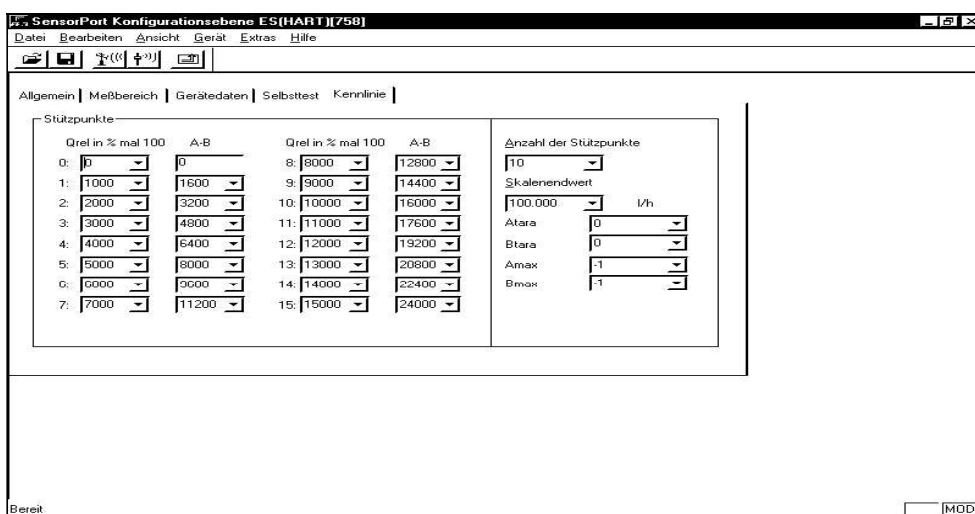 SensorPort Konfigurationsebene ES(HART)[758]
Datei Bearbeiten Ansicht Gerät Extras Hilfe
Allgemein Meßbereich Gerätedaten Selbsttest Kennlinie
Stützpunkte
Qrel in % mal 100 A-B Qrel in % mal 100 A-B Anzahl der Stützpunkte
0: 0 0 8: 8000 12800 10
1: 1000 1600 9: 9000 14400 Skalenendwert
2: 2000 3200 10: 10000 16000 100.000 l/h
3: 3000 4800 11: 11000 17600 Atara 0
4: 4000 6400 12: 12000 19200 Btara 0
5: 5000 8000 13: 13000 20800 Amax -1
6: 6000 9600 14: 14000 22400 Bmax -1
7: 7000 11200 15: 15000 24000
Bereit MOD